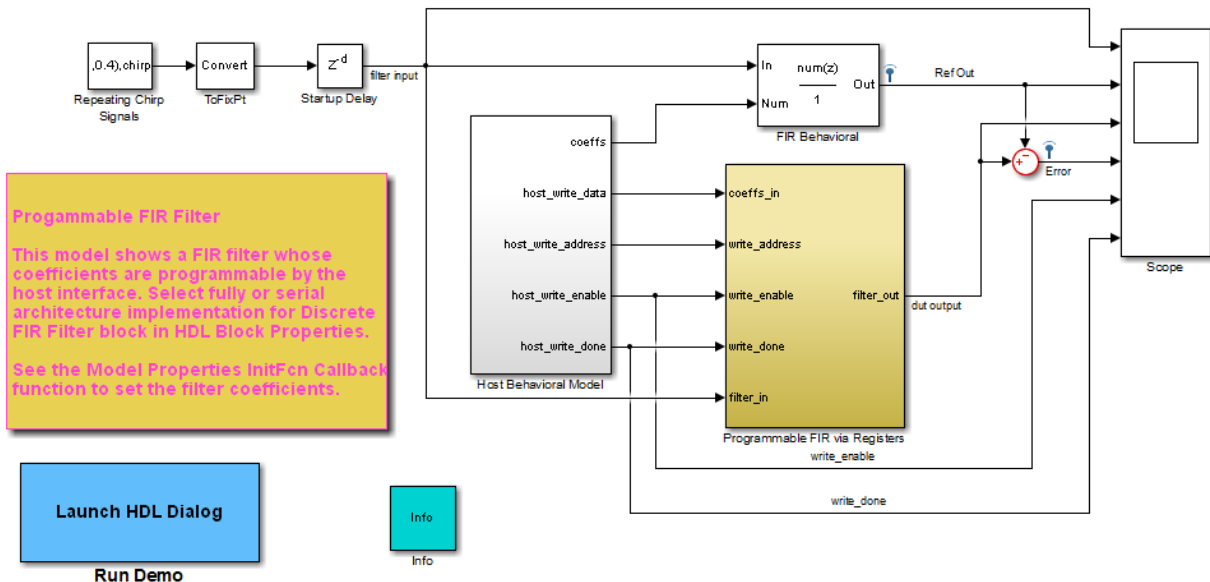 ,0.4),chirp
Repeating Chirp
Signals
Convert
ToFixPt
Z-d
Startup Delay
filter input
In
Num
num(z)
1
Out
FIR Behavioral
Ref Out
+
−
Error
Scope
coeffs
host_write_data
host_write_address
host_write_enable
host_write_done
Host Behavioral Model
coeffs_in
write_address
write_enable
write_done
filter_in
filter_out
Programmable FIR via Registers
dut output
write_enable
write_done
Progammable FIR Filter
This model shows a FIR filter whose
coefficients are programmable by the
host interface. Select fully or serial
architecture implementation for Discrete
FIR Filter block in HDL Block Properties.
See the Model Properties InitFcn Callback
function to set the filter coefficients.
Launch HDL Dialog
Run Demo
Info
Info